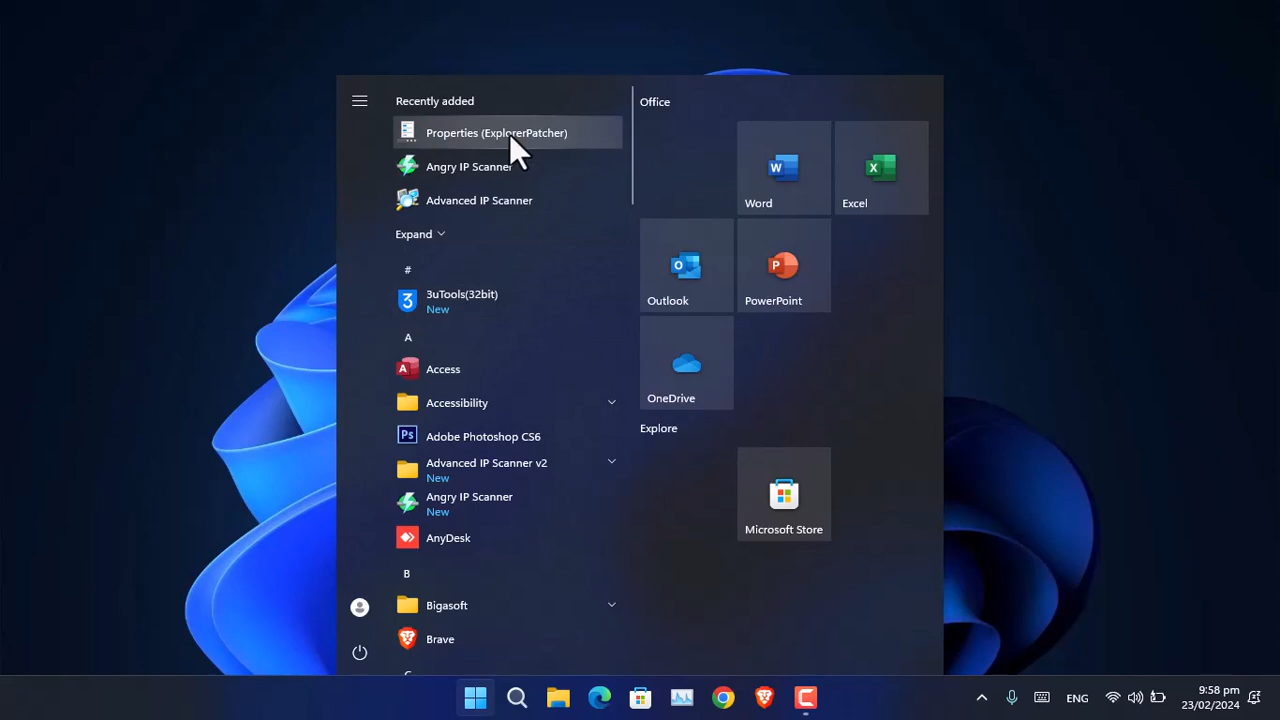 Recently added
Properties (ExplorerPatcher)
Angry IP Scanner
Advanced IP Scanner
Expand
#
3uTools(32bit)
New
A
Access
Accessibility
Ps
Adobe Photoshop CS6
Advanced IP Scanner v2
New
Angry IP Scanner
New
AnyDesk
B
Bigasoft
Brave
Office
Word
Excel
Outlook
PowerPoint
OneDrive
Explore
Microsoft Store
ENG
9:58 pm
23/02/2024